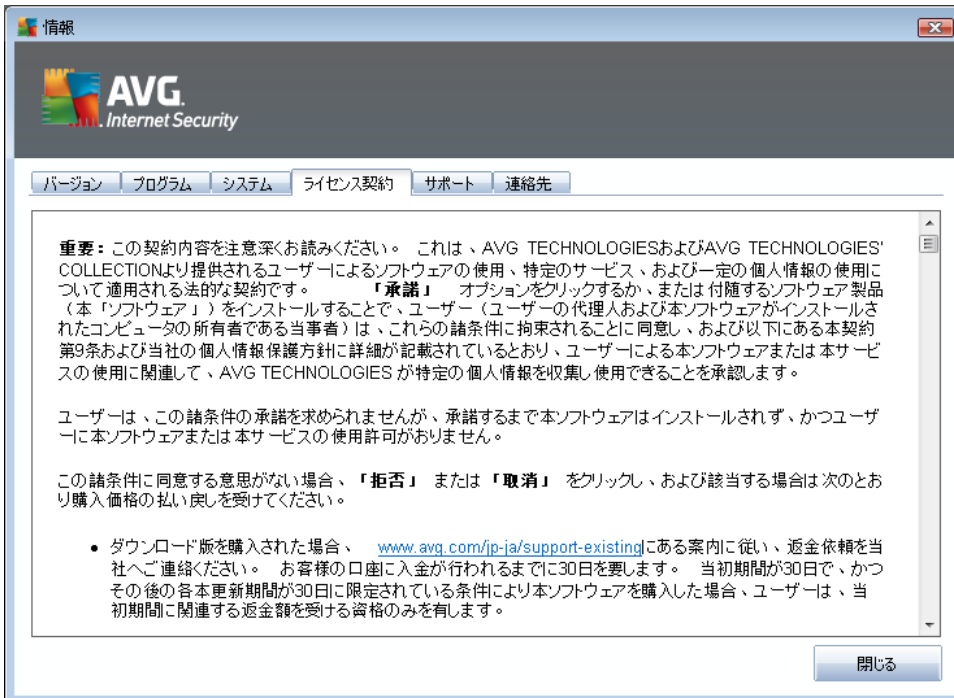 情報
AVG.
Internet Security
バージョン プログラム システム ライセンス契約 サポート 連絡先
重要： この契約内容を注意深くお読みください。 これは、AVG TECHNOLOGIESおよびAVG TECHNOLOGIES'
COLLECTIONより提供されるユーザーによるソフトウェアの使用、特定のサービス、および一定の個人情報の使用に
ついて適用される法的な契約です。 「承諾」 オプションをクリックするか、または付随するソフトウェア製品
（本「ソフトウェア」）をインストールすることで、ユーザー（ユーザーの代理人および本ソフトウェアがインストールさ
れたコンピュータの所有者である当事者）は、これらの諸条件に拘束されることに同意し、および以下にある本契約
第9条および当社の個人情報保護方針に詳細が記載されているとおり、ユーザーによる本ソフトウェアまたは本サービ
スの使用に関連して、AVG TECHNOLOGIES が特定の個人情報を収集し使用できることを承認します。
ユーザーは、この諸条件の承諾を求められませんが、承諾するまで本ソフトウェアはインストールされず、かつユーザ
ーに本ソフトウェアまたは本サービスの使用許可がおりません。
この諸条件に同意する意思がない場合、「拒否」 または「取消」 をクリックし、および該当する場合は次のとお
り購入価格の払い戻しを受けてください。
• ダウンロード版を購入された場合、 www.avg.com/jp-ja/support-existingにある案内に従い、返金依頼を当
社へご連絡ください。 お客様の口座に入金が行われるまでに30日を要します。 当初期間が30日で、かつ
その後の各本更新期間が30日に限定されている条件により本ソフトウェアを購入した場合、ユーザーは、当
初期間に関連する返金額を受ける資格のみを有します。
閉じる